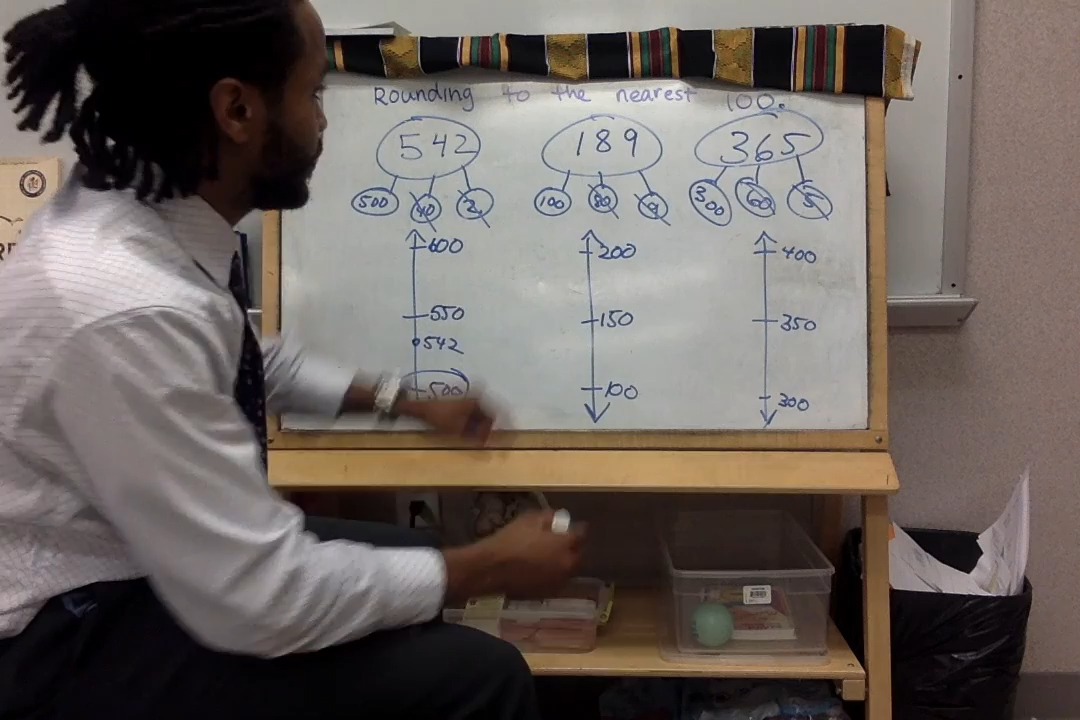 Rounding to the nearest 100.
542 189 365
500 40 2 100 80 9 300 60 5
600 200 400
550 150 350
542
500 100 300